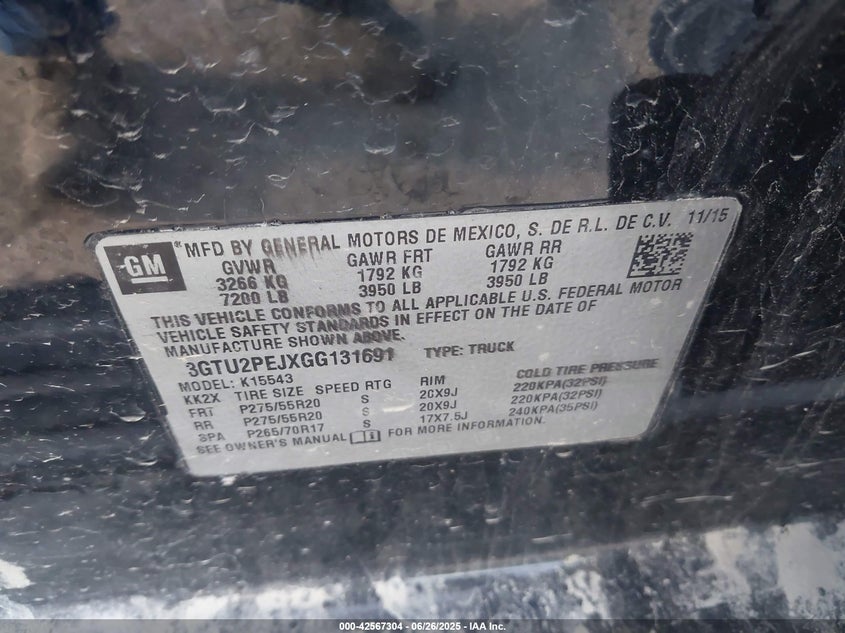 GM
MFD BY GENERAL MOTORS DE MEXICO, S. DE R.L. DE C.V. 11/15
GVWR GAWR FRT GAWR RR
3266 KG 1792 KG 1792 KG
7200 LB 3950 LB 3950 LB
THIS VEHICLE CONFORMS TO ALL APPLICABLE U.S. FEDERAL MOTOR
VEHICLE SAFETY STANDARDS IN EFFECT ON THE DATE OF
MANUFACTURE SHOWN ABOVE.
3GTU2PEJXGG131691 TYPE: TRUCK
MODEL: K15543
KK2X TIRE SIZE SPEED RTG RIM COLD TIRE PRESSURE
FRT P275/55R20 S 20X9J 220KPA(32PSI)
RR P275/55R20 S 20X9J 220KPA(32PSI)
SPA P265/70R17 S 17X7.5J 240KPA(35PSI)
SEE OWNER'S MANUAL FOR MORE INFORMATION.
000-42567304 - 06/26/2025 - IAA Inc.